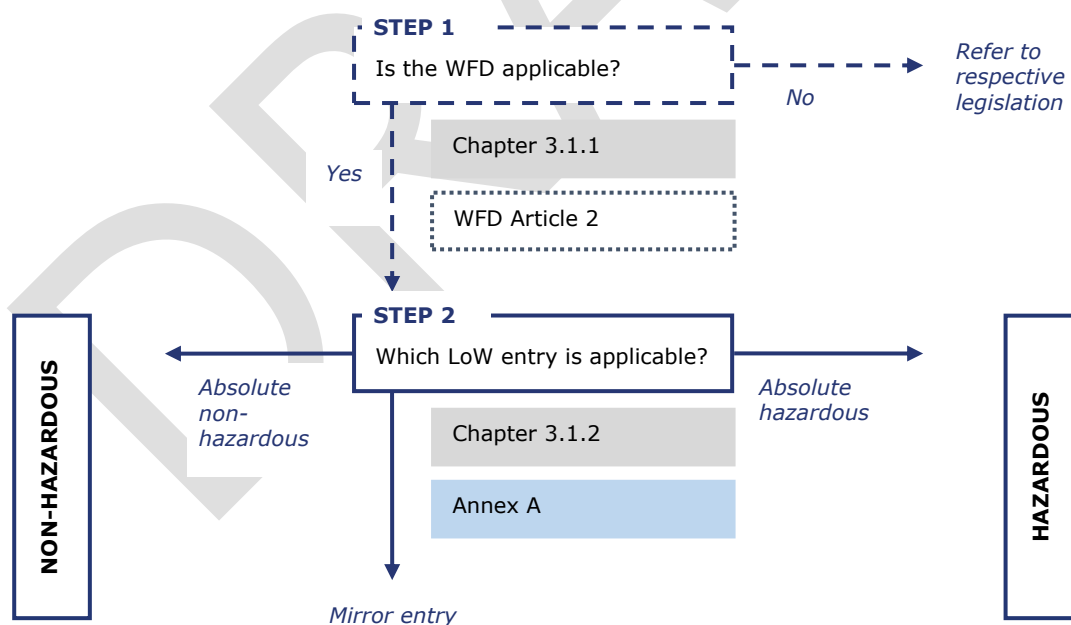 STEP 1
Is the WFD applicable?
Refer to
respective
legislation
No
Chapter 3.1.1
Yes
WFD Article 2
STEP 2
Which LoW entry is applicable?
Absolute
non-
hazardous
Absolute
hazardous
NON-HAZARDOUS
HAZARDOUS
Chapter 3.1.2
Annex A
Mirror entry